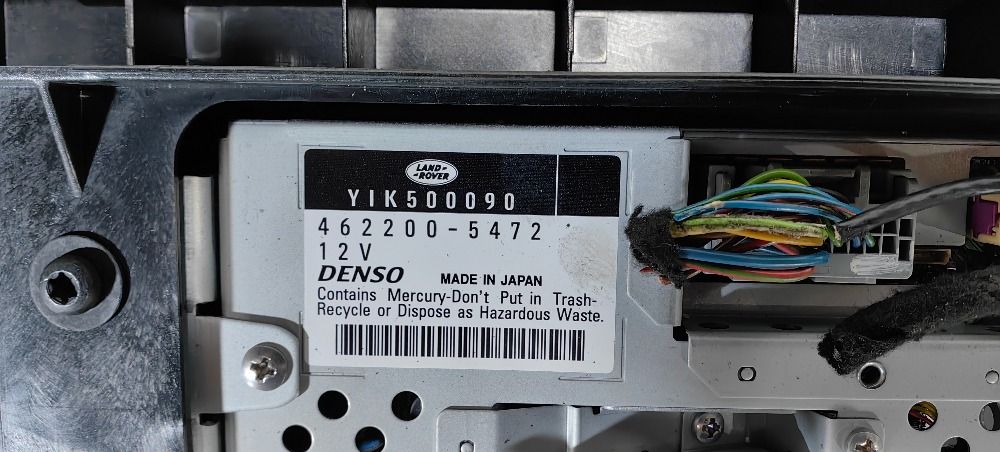 LAND-
-ROVER
YIK500090
462200-5472
12V
DENSO MADE IN JAPAN
Contains Mercury-Don't Put in Trash-
Recycle or Dispose as Hazardous Waste.